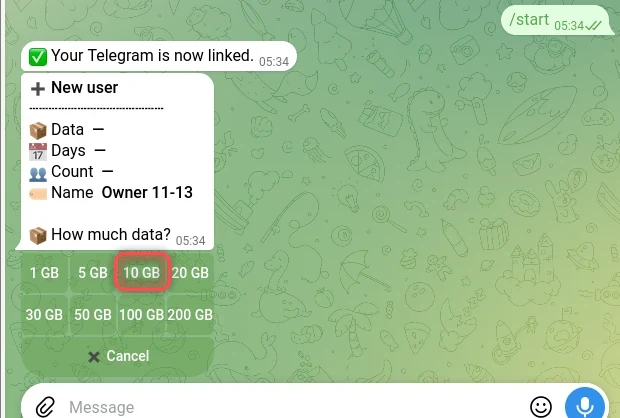 /start 05:34
✅ Your Telegram is now linked. 05:34
➕ New user
--------------------------------
📦 Data —
📅 Days —
👥 Count —
🏷️ Name Owner 11-13
📦 How much data? 05:34
1 GB 5 GB 10 GB 20 GB
30 GB 50 GB 100 GB 200 GB
✖️ Cancel
Message